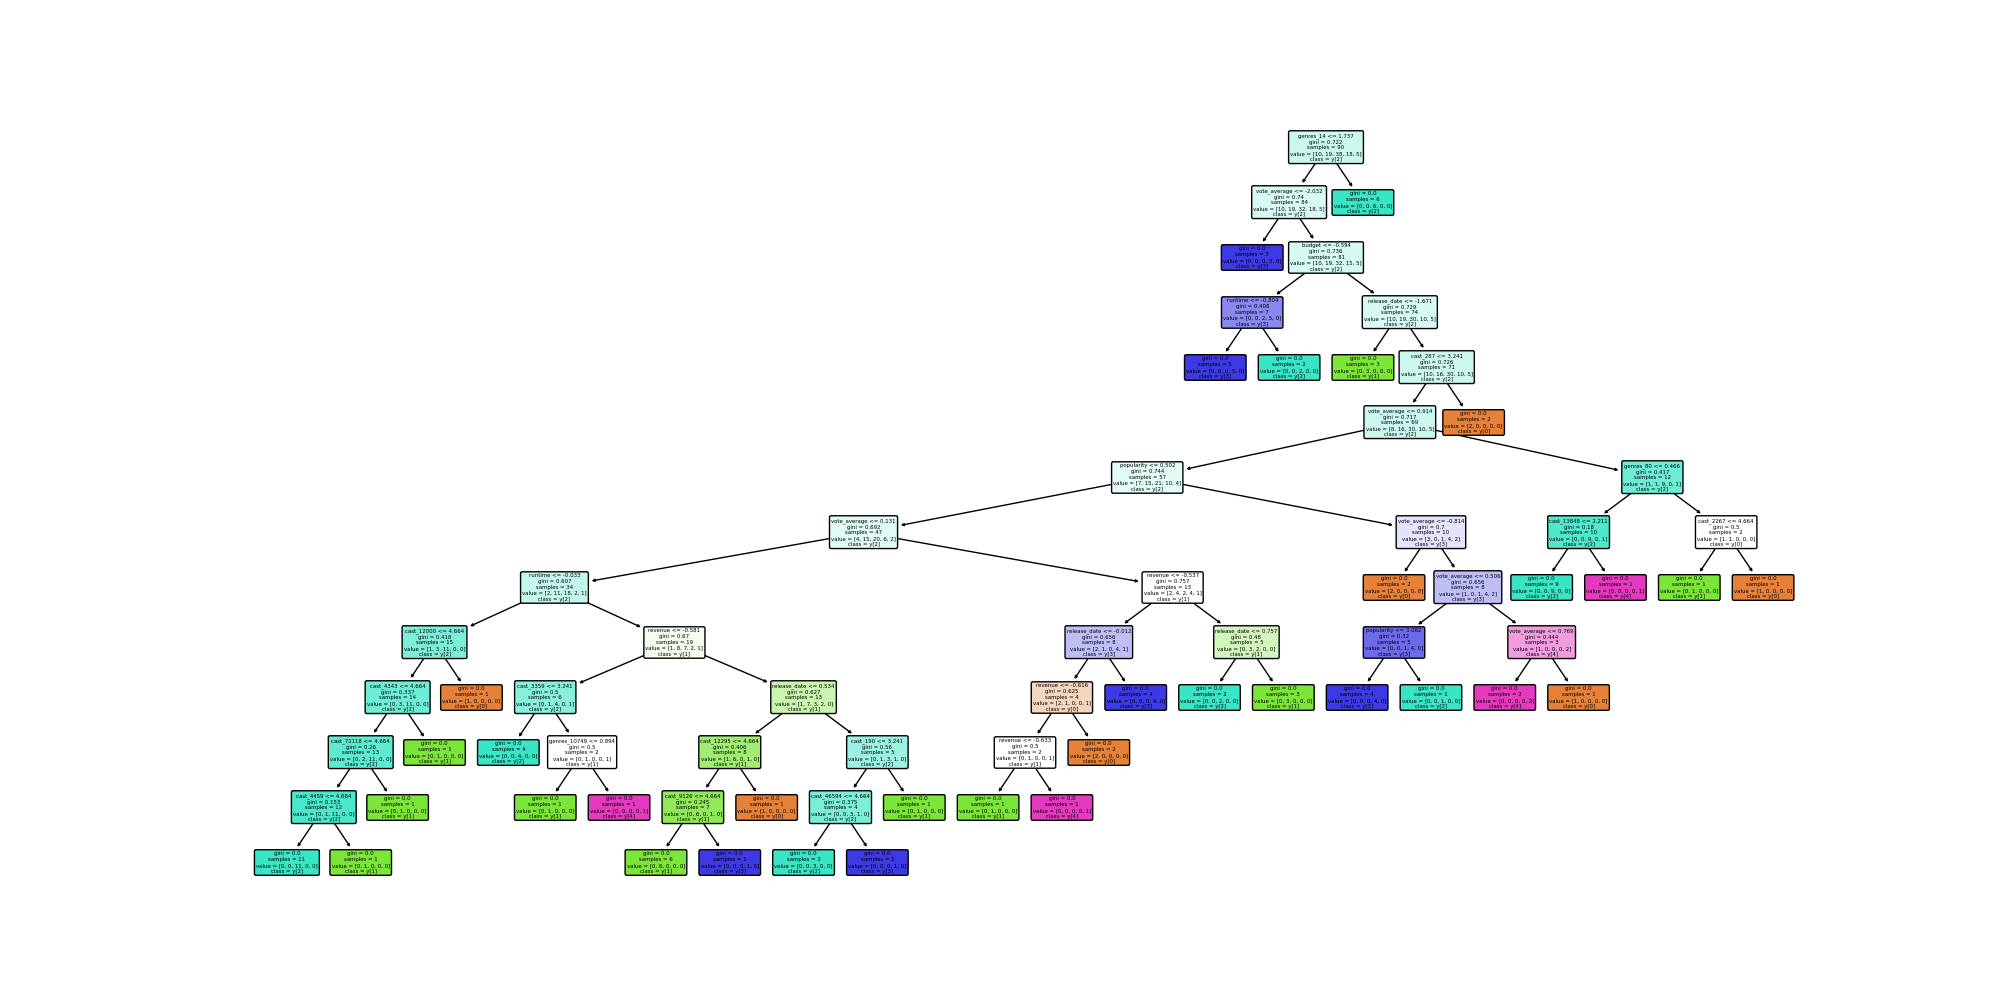 genres_14 <= 1.737
gini = 0.722
samples = 90
value = [10, 19, 38, 18, 5]
class = y[2]
vote_average <= -2.032
gini = 0.74
samples = 84
value = [10, 19, 32, 18, 5]
class = y[2]
gini = 0.0
samples = 6
value = [0, 0, 6, 0, 0]
class = y[2]
gini = 0.0
samples = 3
value = [0, 0, 0, 3, 0]
class = y[3]
budget <= -0.594
gini = 0.736
samples = 81
value = [10, 19, 32, 15, 5]
class = y[2]
runtime <= -0.804
gini = 0.408
samples = 7
value = [0, 0, 2, 5, 0]
class = y[3]
release_date <= -1.671
gini = 0.729
samples = 74
value = [10, 19, 30, 10, 5]
class = y[2]
gini = 0.0
samples = 5
value = [0, 0, 0, 5, 0]
class = y[3]
gini = 0.0
samples = 2
value = [0, 0, 2, 0, 0]
class = y[2]
gini = 0.0
samples = 3
value = [0, 3, 0, 0, 0]
class = y[1]
cast_287 <= 3.241
gini = 0.726
samples = 71
value = [10, 16, 30, 10, 5]
class = y[2]
vote_average <= 0.914
gini = 0.717
samples = 69
value = [8, 16, 30, 10, 5]
class = y[2]
gini = 0.0
samples = 2
value = [2, 0, 0, 0, 0]
class = y[0]
popularity <= 0.502
gini = 0.744
samples = 57
value = [7, 15, 21, 10, 4]
class = y[2]
genres_80 <= 0.466
gini = 0.417
samples = 12
value = [1, 1, 9, 0, 1]
class = y[2]
vote_average <= 0.131
gini = 0.692
samples = 47
value = [4, 15, 20, 6, 2]
class = y[2]
vote_average <= -0.814
gini = 0.7
samples = 10
value = [3, 0, 1, 4, 2]
class = y[3]
cast_13848 <= 2.211
gini = 0.18
samples = 10
value = [0, 0, 9, 0, 1]
class = y[2]
cast_2267 <= 4.664
gini = 0.5
samples = 2
value = [1, 1, 0, 0, 0]
class = y[0]
runtime <= -0.033
gini = 0.607
samples = 34
value = [2, 11, 18, 2, 1]
class = y[2]
revenue <= -0.537
gini = 0.757
samples = 13
value = [2, 4, 2, 4, 1]
class = y[1]
gini = 0.0
samples = 2
value = [2, 0, 0, 0, 0]
class = y[0]
vote_average <= 0.506
gini = 0.656
samples = 8
value = [1, 0, 1, 4, 2]
class = y[3]
gini = 0.0
samples = 9
value = [0, 0, 9, 0, 0]
class = y[2]
gini = 0.0
samples = 1
value = [0, 0, 0, 0, 1]
class = y[4]
gini = 0.0
samples = 1
value = [0, 1, 0, 0, 0]
class = y[1]
gini = 0.0
samples = 1
value = [1, 0, 0, 0, 0]
class = y[0]
cast_12000 <= 4.664
gini = 0.418
samples = 15
value = [1, 3, 11, 0, 0]
class = y[2]
revenue <= -0.581
gini = 0.67
samples = 19
value = [1, 8, 7, 2, 1]
class = y[1]
release_date <= -0.012
gini = 0.656
samples = 8
value = [2, 1, 0, 4, 1]
class = y[3]
release_date <= 0.757
gini = 0.48
samples = 5
value = [0, 3, 2, 0, 0]
class = y[1]
popularity <= 3.082
gini = 0.32
samples = 5
value = [0, 0, 1, 4, 0]
class = y[3]
vote_average <= 0.769
gini = 0.444
samples = 3
value = [1, 0, 0, 0, 2]
class = y[4]
cast_4343 <= 4.664
gini = 0.337
samples = 14
value = [0, 3, 11, 0, 0]
class = y[2]
gini = 0.0
samples = 1
value = [1, 0, 0, 0, 0]
class = y[0]
cast_3359 <= 3.241
gini = 0.5
samples = 6
value = [0, 1, 4, 0, 1]
class = y[2]
release_date <= 0.534
gini = 0.627
samples = 13
value = [1, 7, 3, 2, 0]
class = y[1]
revenue <= -0.616
gini = 0.625
samples = 4
value = [2, 1, 0, 0, 1]
class = y[0]
gini = 0.0
samples = 4
value = [0, 0, 0, 4, 0]
class = y[3]
gini = 0.0
samples = 2
value = [0, 0, 2, 0, 0]
class = y[2]
gini = 0.0
samples = 3
value = [0, 3, 0, 0, 0]
class = y[1]
gini = 0.0
samples = 4
value = [0, 0, 0, 4, 0]
class = y[3]
gini = 0.0
samples = 1
value = [0, 0, 1, 0, 0]
class = y[2]
gini = 0.0
samples = 2
value = [0, 0, 0, 0, 2]
class = y[4]
gini = 0.0
samples = 1
value = [1, 0, 0, 0, 0]
class = y[0]
cast_72118 <= 4.664
gini = 0.26
samples = 13
value = [0, 2, 11, 0, 0]
class = y[2]
gini = 0.0
samples = 1
value = [0, 1, 0, 0, 0]
class = y[1]
gini = 0.0
samples = 4
value = [0, 0, 4, 0, 0]
class = y[2]
genres_10749 <= 0.894
gini = 0.5
samples = 2
value = [0, 1, 0, 0, 1]
class = y[1]
cast_12295 <= 4.664
gini = 0.406
samples = 8
value = [1, 6, 0, 1, 0]
class = y[1]
cast_190 <= 3.241
gini = 0.56
samples = 5
value = [0, 1, 3, 1, 0]
class = y[2]
revenue <= -0.633
gini = 0.5
samples = 2
value = [0, 1, 0, 0, 1]
class = y[1]
gini = 0.0
samples = 2
value = [2, 0, 0, 0, 0]
class = y[0]
cast_4459 <= 4.664
gini = 0.153
samples = 12
value = [0, 1, 11, 0, 0]
class = y[2]
gini = 0.0
samples = 1
value = [0, 1, 0, 0, 0]
class = y[1]
gini = 0.0
samples = 1
value = [0, 1, 0, 0, 0]
class = y[1]
gini = 0.0
samples = 1
value = [0, 0, 0, 0, 1]
class = y[4]
cast_9126 <= 4.664
gini = 0.245
samples = 7
value = [0, 6, 0, 1, 0]
class = y[1]
gini = 0.0
samples = 1
value = [1, 0, 0, 0, 0]
class = y[0]
cast_46594 <= 4.664
gini = 0.375
samples = 4
value = [0, 0, 3, 1, 0]
class = y[2]
gini = 0.0
samples = 1
value = [0, 1, 0, 0, 0]
class = y[1]
gini = 0.0
samples = 1
value = [0, 1, 0, 0, 0]
class = y[1]
gini = 0.0
samples = 1
value = [0, 0, 0, 0, 1]
class = y[4]
gini = 0.0
samples = 11
value = [0, 0, 11, 0, 0]
class = y[2]
gini = 0.0
samples = 1
value = [0, 1, 0, 0, 0]
class = y[1]
gini = 0.0
samples = 6
value = [0, 6, 0, 0, 0]
class = y[1]
gini = 0.0
samples = 1
value = [0, 0, 0, 1, 0]
class = y[3]
gini = 0.0
samples = 3
value = [0, 0, 3, 0, 0]
class = y[2]
gini = 0.0
samples = 1
value = [0, 0, 0, 1, 0]
class = y[3]